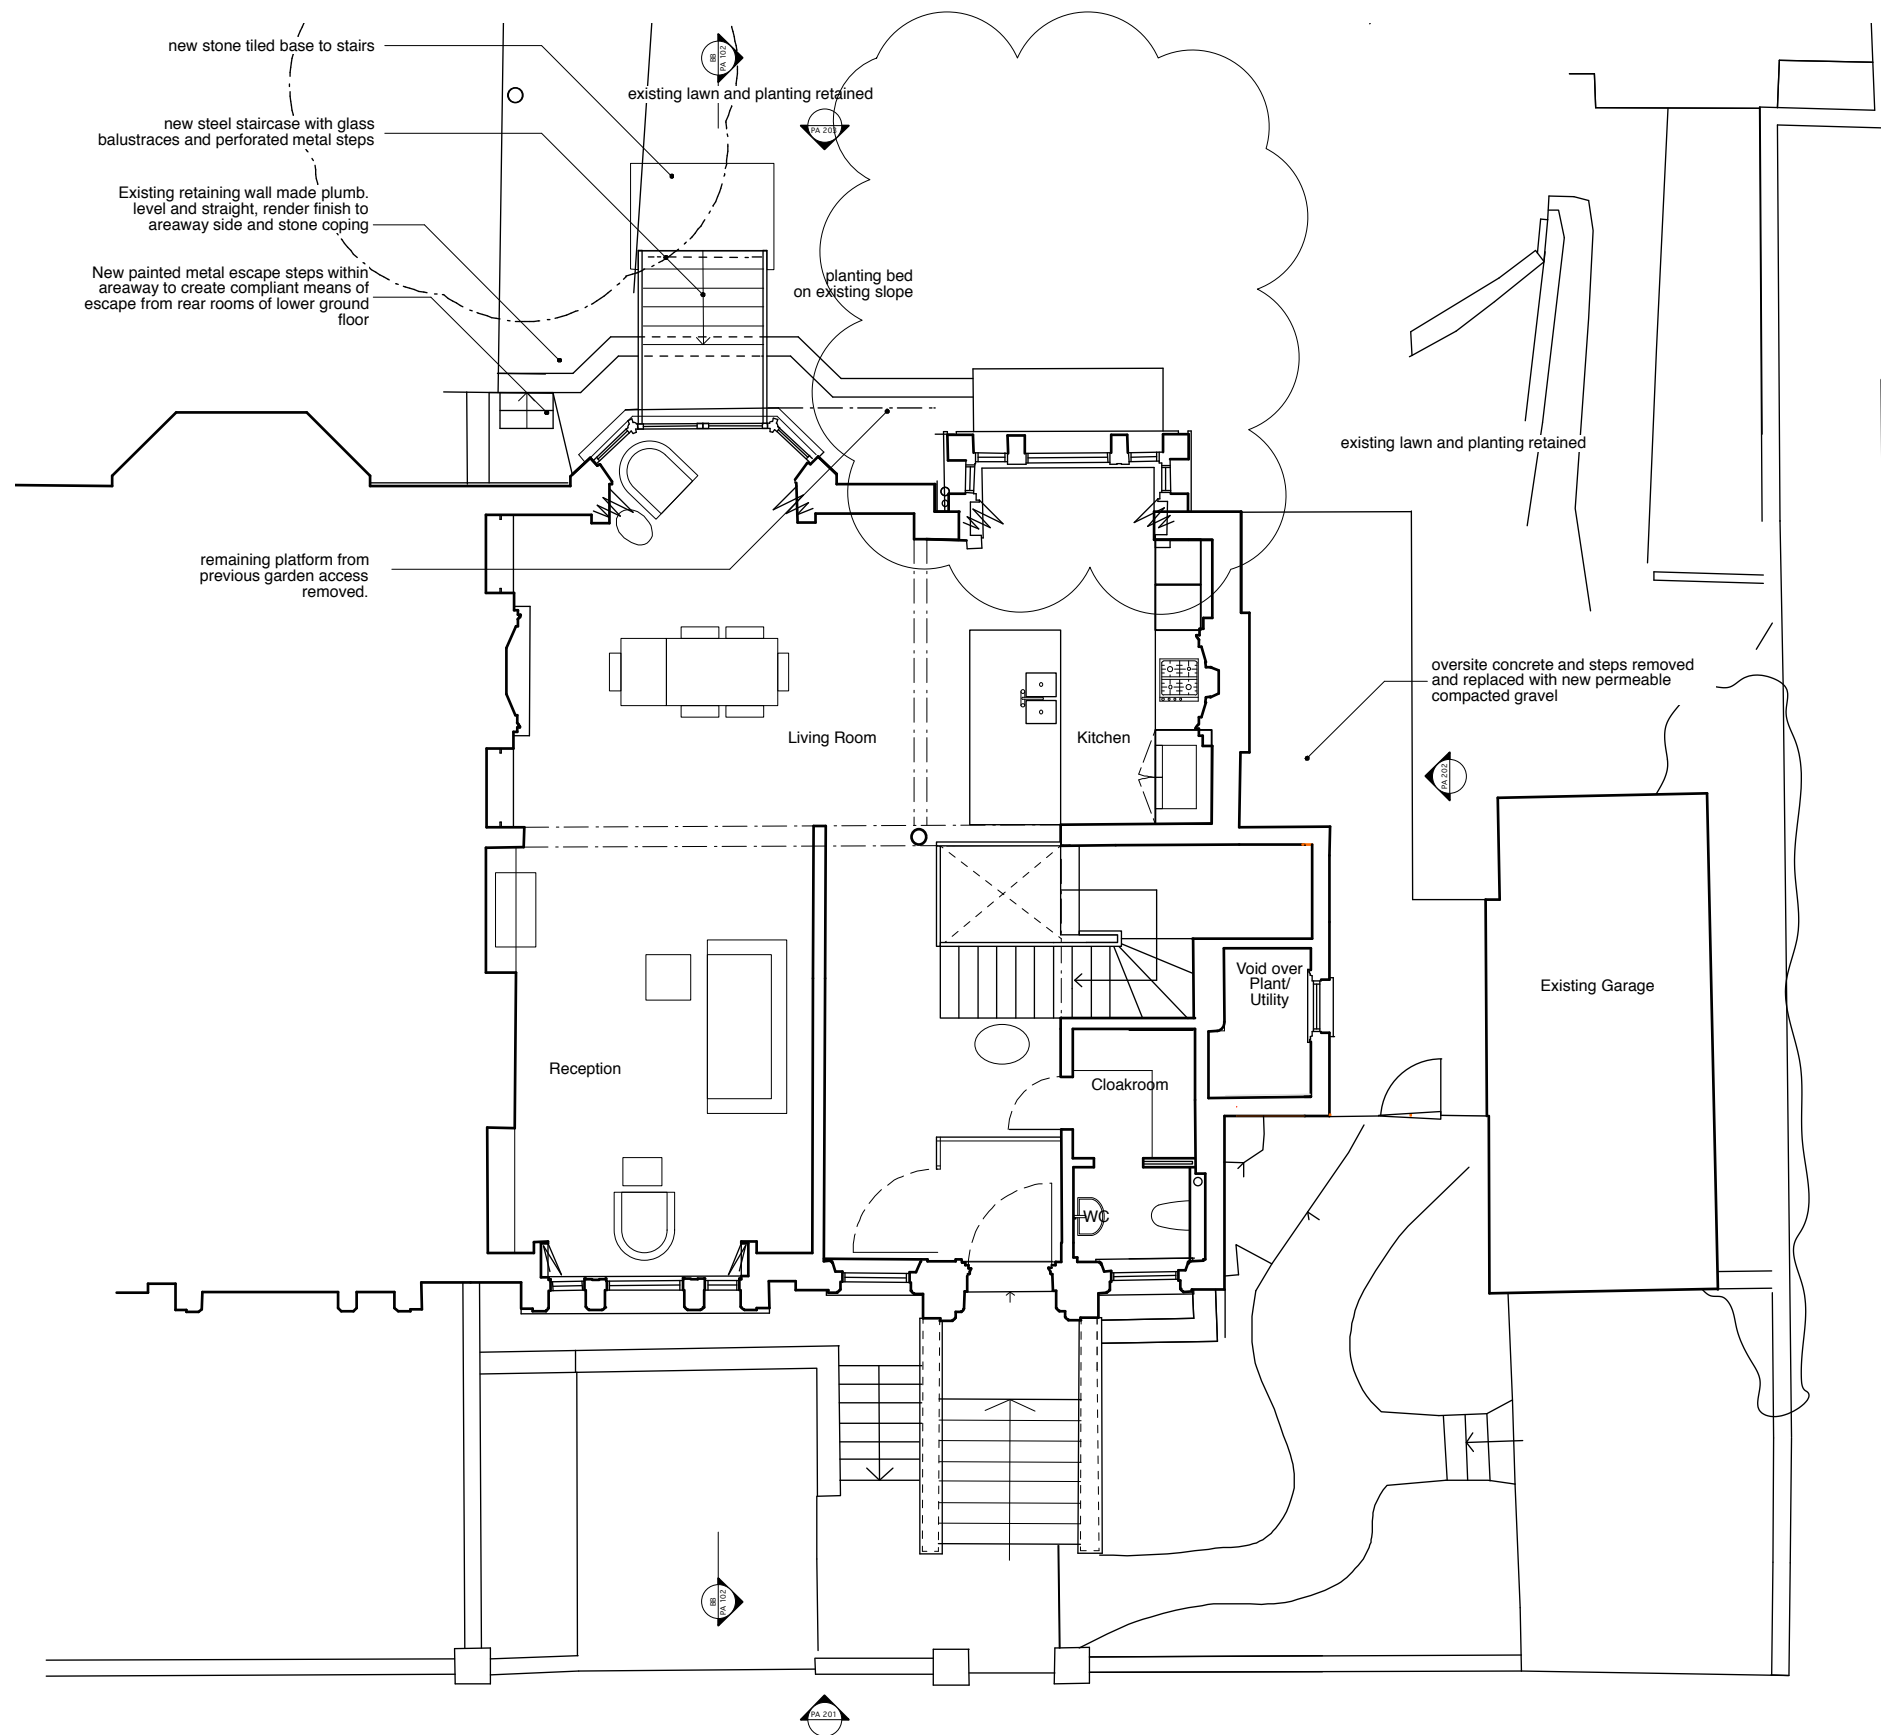 new stone tiled base to stairs
BB
PA 102
existing lawn and planting retained
new steel staircase with glass
balustraces and perforated metal steps
PA 203
Existing retaining wall made plumb.
level and straight, render finish to
areaway side and stone coping
New painted metal escape steps within
areaway to create compliant means of
escape from rear rooms of lower ground
floor
planting bed
on existing slope
existing lawn and planting retained
remaining platform from
previous garden access
removed.
oversite concrete and steps removed
and replaced with new permeable
compacted gravel
Living Room
Kitchen
PA 202
Void over
Plant/
Utility
Existing Garage
Reception
Cloakroom
WC
BB
PA 102
PA 201